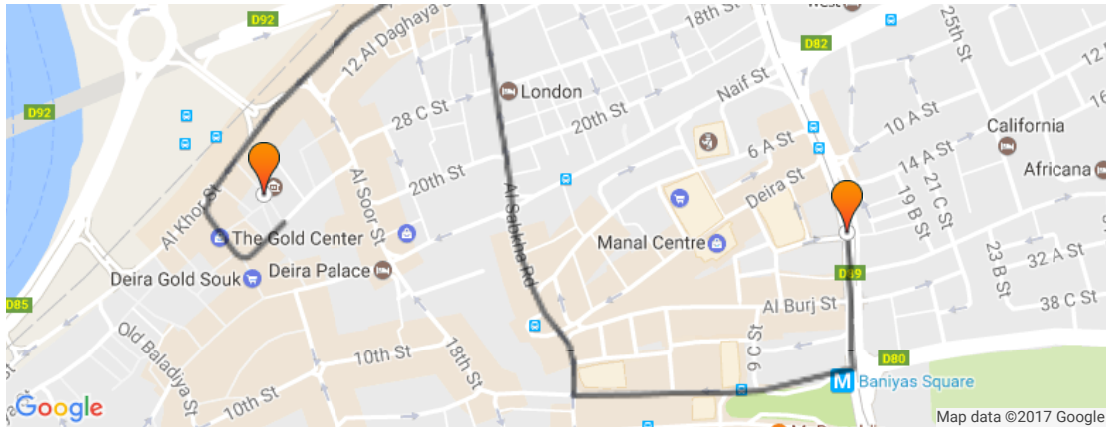 D92
12 Al Daghaya St
18th St
25th St
D82
12
D92
28 C St
London
Naif St
20th St
10 A St
16
California
6 A St
14 A St
Africana
Al Khor St
Al Soor St
20th St
Al Sabkha Rd
Deira St
19 B St
21 C St
The Gold Center
Manal Centre
23 B St
32 A St
Deira Gold Souk
Deira Palace
D89
D85
Al Burj St
38 C St
Old Baladiya St
10th St
18th St
9 C St
D80
M
Baniyas Square
10th St
Google
Map data ©2017 Google